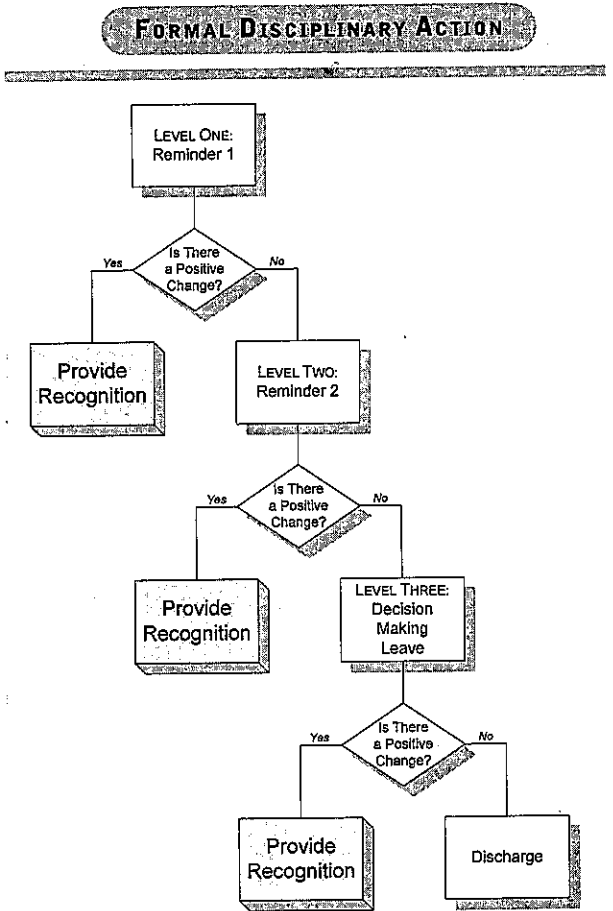 FORMAL DISCIPLINARY ACTION
LEVEL ONE:
Reminder 1
Is There
a Positive
Change?
Yes
No
Provide
Recognition
LEVEL TWO:
Reminder 2
Is There
a Positive
Change?
Yes
No
Provide
Recognition
LEVEL THREE:
Decision
Making
Leave
Is There
a Positive
Change?
Yes
No
Provide
Recognition
Discharge